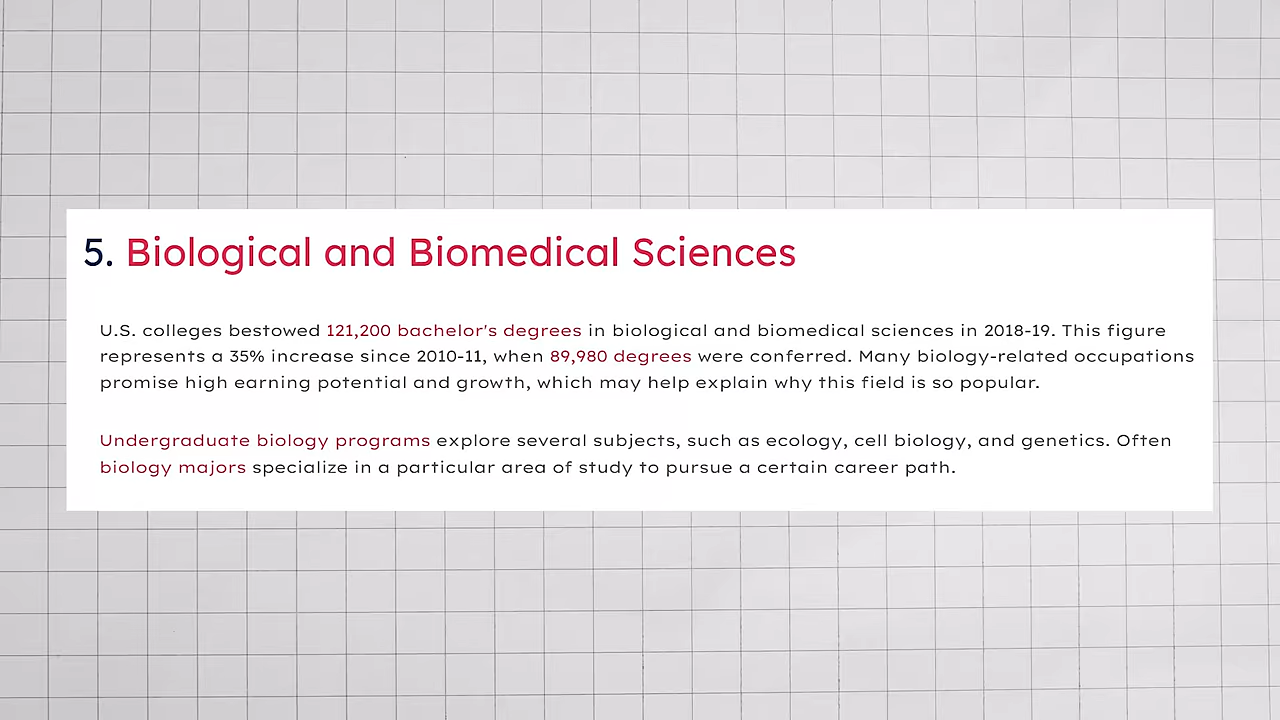 5. Biological and Biomedical Sciences
U.S. colleges bestowed 121,200 bachelor's degrees in biological and biomedical sciences in 2018-19. This figure
represents a 35% increase since 2010-11, when 89,980 degrees were conferred. Many biology-related occupations
promise high earning potential and growth, which may help explain why this field is so popular.
Undergraduate biology programs explore several subjects, such as ecology, cell biology, and genetics. Often
biology majors specialize in a particular area of study to pursue a certain career path.